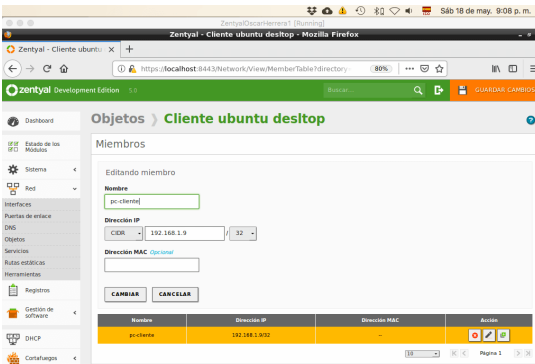 Sáb 18 de may. 9:08 p. m.
ZentyalOscarHerrera1 [Running]
Zentyal - Cliente ubuntu desltop - Mozilla Firefox
Zentyal - Cliente ubuntu
https://localhost:8443/Network/View/MemberTable?directory
80%
zentyal Development Edition 5.0
Buscar...
GUARDAR CAMBIOS
Dashboard
Estado de los Módulos
Sistema
Red
Interfaces
Puertas de enlace
DNS
Objetos
Servicios
Rutas estáticas
Herramientas
Registros
Gestión de software
DHCP
Cortafuegos
Objetos Cliente ubuntu desltop
Miembros
Editando miembro
Nombre
pc-cliente
Dirección IP
CIDR 192.168.1.9 / 32
Dirección MAC Opcional
CAMBIAR CANCELAR
Nombre Dirección IP Dirección MAC Acción
pc-cliente 192.168.1.9/32 --
10 Página 1